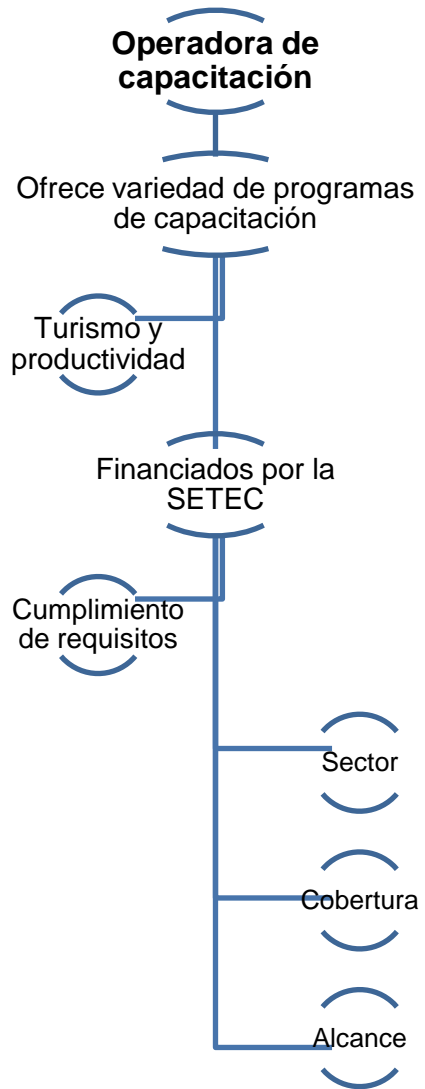 Operadora de
capacitación
Ofrece variedad de programas
de capacitación
Turismo y
productividad
Financiados por la
SETEC
Cumplimiento
de requisitos
Sector
Cobertura
Alcance